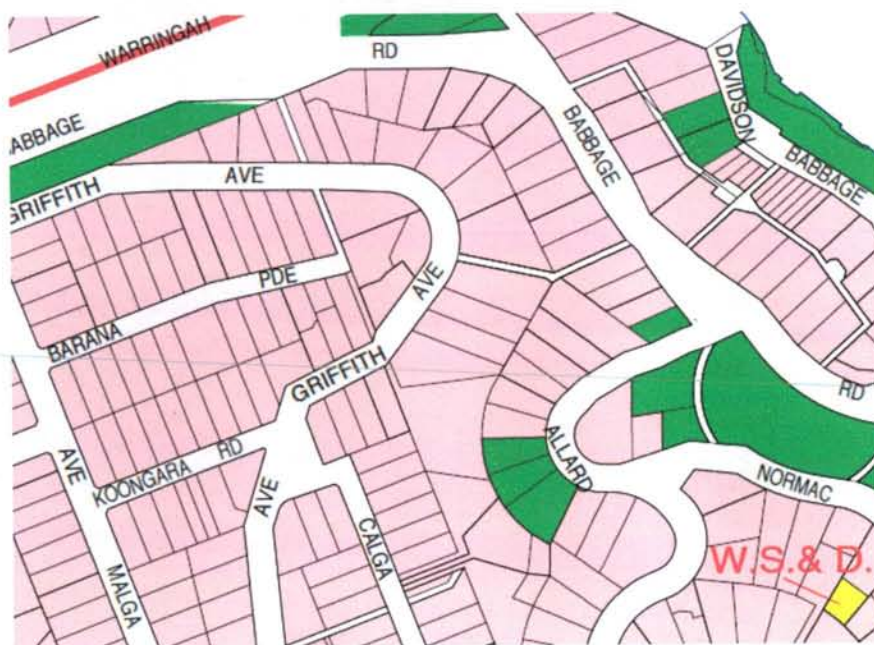 WARRINGAH
RD
BABBAGE
DAVIDSON
BABBAGE
BABBAGE
AVE
GRIFFITH
PDE
AVE
BARANA
GRIFFITH
RD
ALLARD
AVE
KOONGARA RD
AVE
NORMAC
CALGA
W.S.& D.
MALGA